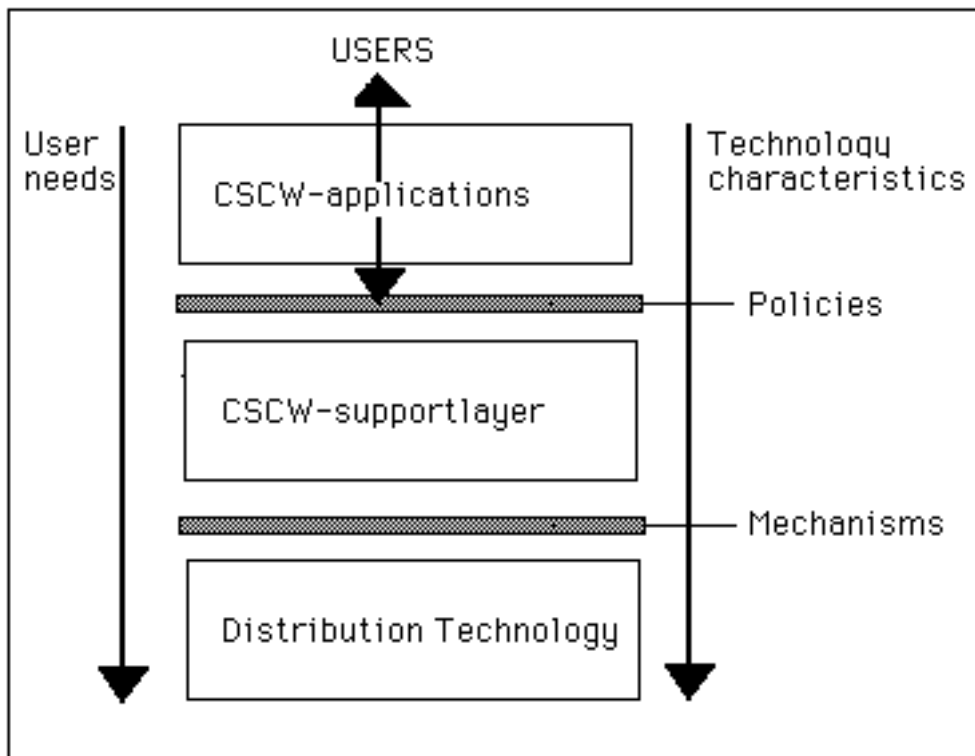 USERS
User
needs
Technology
characteristics
CSCW-applications
Policies
CSCW-supportlayer
Mechanisms
Distribution Technology